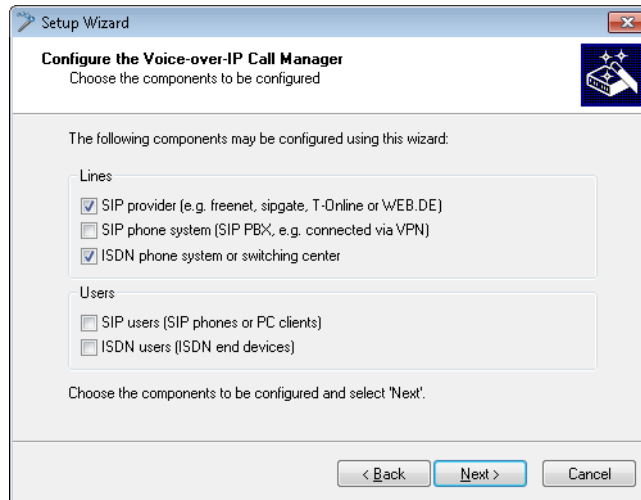 Setup Wizard
Configure the Voice-over-IP Call Manager
Choose the components to be configured
The following components may be configured using this wizard:
Lines
SIP provider (e.g. freenet, sipgate, T-Online or WEB.DE)
SIP phone system (SIP PBX, e.g. connected via VPN)
ISDN phone system or switching center
Users
SIP users (SIP phones or PC clients)
ISDN users (ISDN end devices)
Choose the components to be configured and select 'Next'.
< Back Next > Cancel